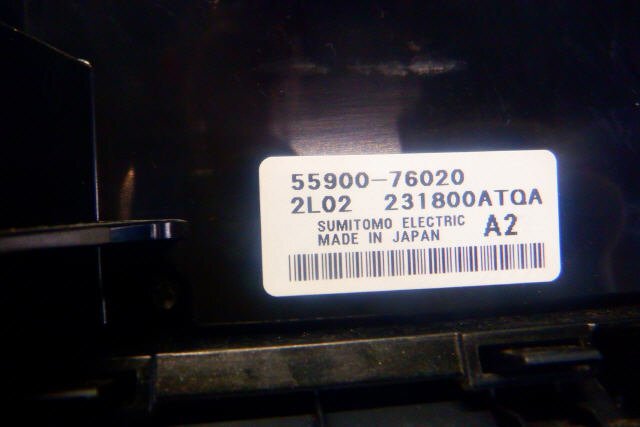 55900-76020
2L02 231800ATQA
SUMITOMO ELECTRIC
MADE IN JAPAN A2